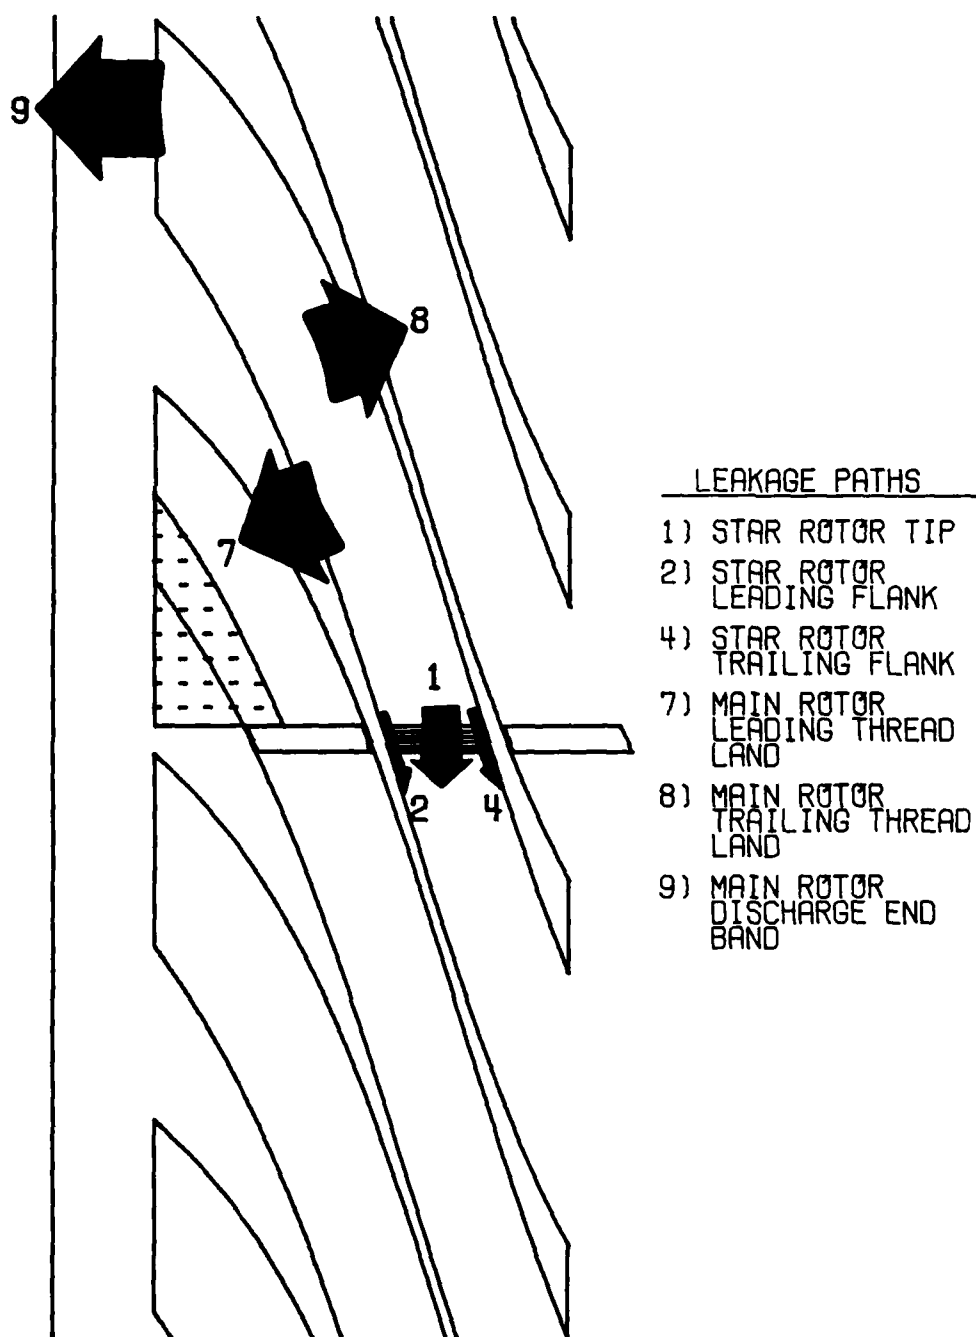 9
8
7
1
2 4
LEAKAGE PATHS
1) STAR ROTOR TIP
2) STAR ROTOR
LEADING FLANK
4) STAR ROTOR
TRAILING FLANK
7) MAIN ROTOR
LEADING THREAD
LAND
8) MAIN ROTOR
TRAILING THREAD
LAND
9) MAIN ROTOR
DISCHARGE END
BAND